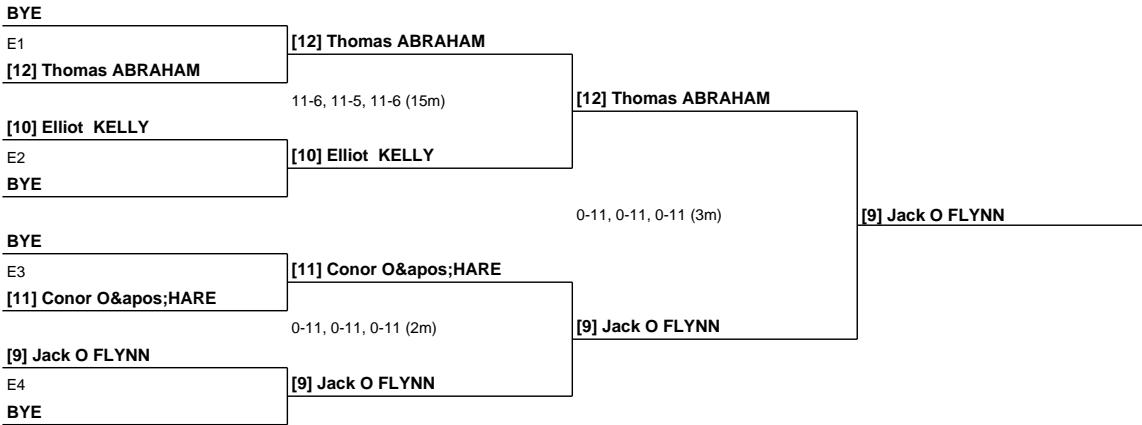 BYE
E1
[12] Thomas ABRAHAM
[12] Thomas ABRAHAM
11-6, 11-5, 11-6 (15m)
[12] Thomas ABRAHAM
[10] Elliot  KELLY
E2
[10] Elliot  KELLY
BYE
0-11, 0-11, 0-11 (3m)
[9] Jack O FLYNN
BYE
E3
[11] Conor O&apos;HARE
[11] Conor O&apos;HARE
0-11, 0-11, 0-11 (2m)
[9] Jack O FLYNN
[9] Jack O FLYNN
E4
[9] Jack O FLYNN
BYE